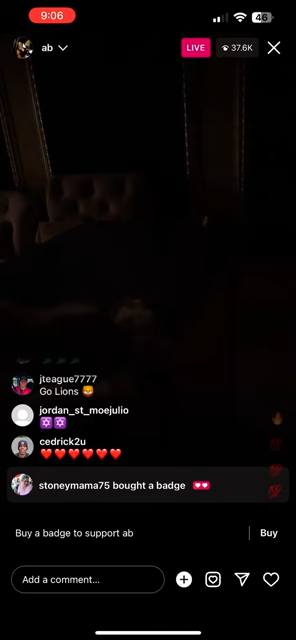 9:06
46
ab
LIVE
37.6K
jteague7777
Go Lions 🦁
jordan_st_moejulio
🔯🔯
cedrick2u
❤️❤️❤️❤️❤️❤️
stoneymama75 bought a badge
Buy a badge to support ab
Buy
Add a comment...